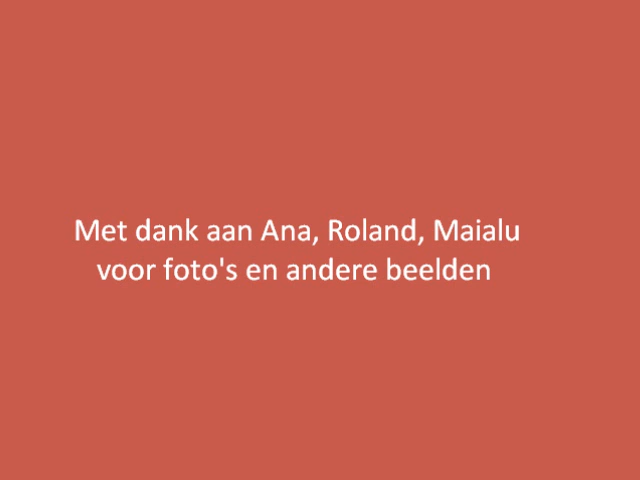 Met dank aan Ana, Roland, Maialu
voor foto's en andere beelden